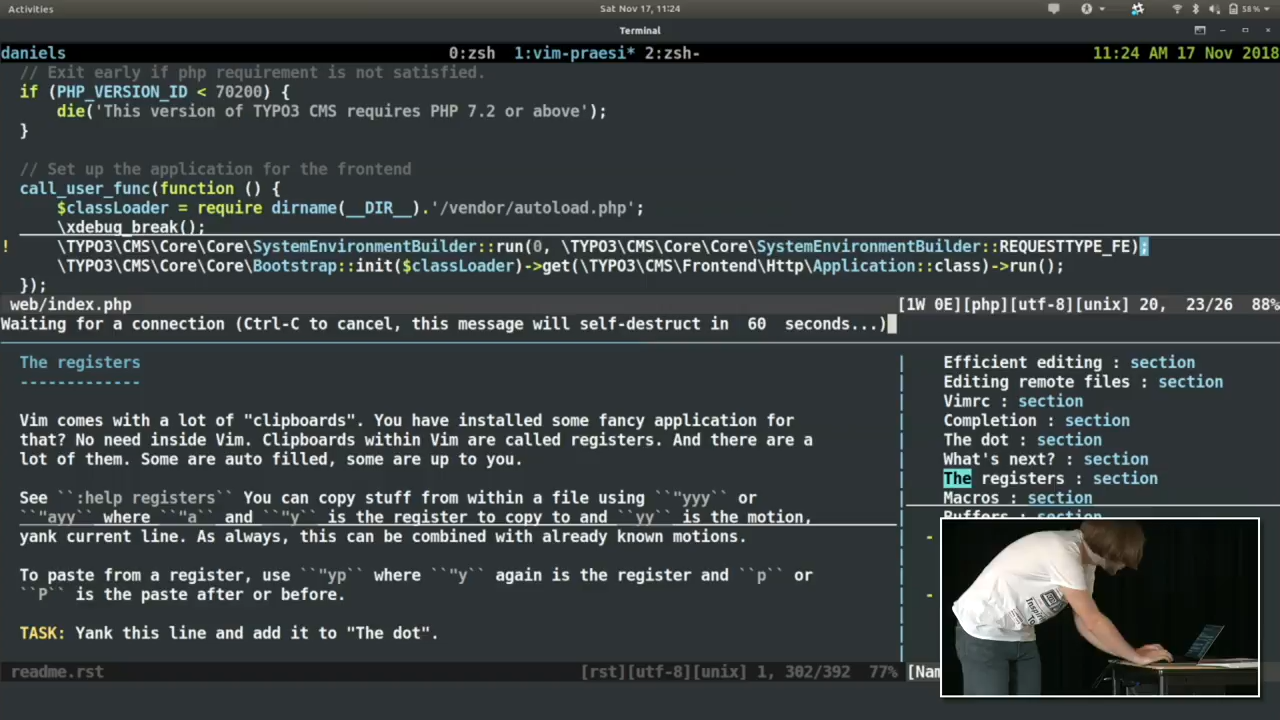 Activities
Sat Nov 17, 11:24
58 %
Terminal
daniels 0:zsh 1:vim-praesi* 2:zsh- 11:24 AM 17 Nov 2018
// Exit early if php requirement is not satisfied.
if (PHP_VERSION_ID < 70200) {
die('This version of TYPO3 CMS requires PHP 7.2 or above');
}
// Set up the application for the frontend
call_user_func(function () {
$classLoader = require dirname(__DIR__).'/vendor/autoload.php';
\xdebug_break();
! \TYPO3\CMS\Core\Core\SystemEnvironmentBuilder::run(0, \TYPO3\CMS\Core\Core\SystemEnvironmentBuilder::REQUESTTYPE_FE);
\TYPO3\CMS\Core\Core\Bootstrap::init($classLoader)->get(\TYPO3\CMS\Frontend\Http\Application::class)->run();
});
web/index.php [1W 0E][php][utf-8][unix] 20, 23/26 88%
Waiting for a connection (Ctrl-C to cancel, this message will self-destruct in  60  seconds...)
The registers
-------------
Vim comes with a lot of "clipboards". You have installed some fancy application for
that? No need inside Vim. Clipboards within Vim are called registers. And there are a
lot of them. Some are auto filled, some are up to you.
See ``:help registers`` You can copy stuff from within a file using ``"yyy`` or
``"ayy`` where ``"a`` and ``"y`` is the register to copy to and ``yy`` is the motion,
yank current line. As always, this can be combined with already known motions.
To paste from a register, use ``"yp`` where ``"y`` again is the register and ``p`` or
``P`` is the paste after or before.
TASK: Yank this line and add it to "The dot".
readme.rst [rst][utf-8][unix] 1, 302/392 77%
Efficient editing : section
Editing remote files : section
Vimrc : section
Completion : section
The dot : section
What's next? : section
The registers : section
Macros : section
Buffers : section
-
-
[Nam